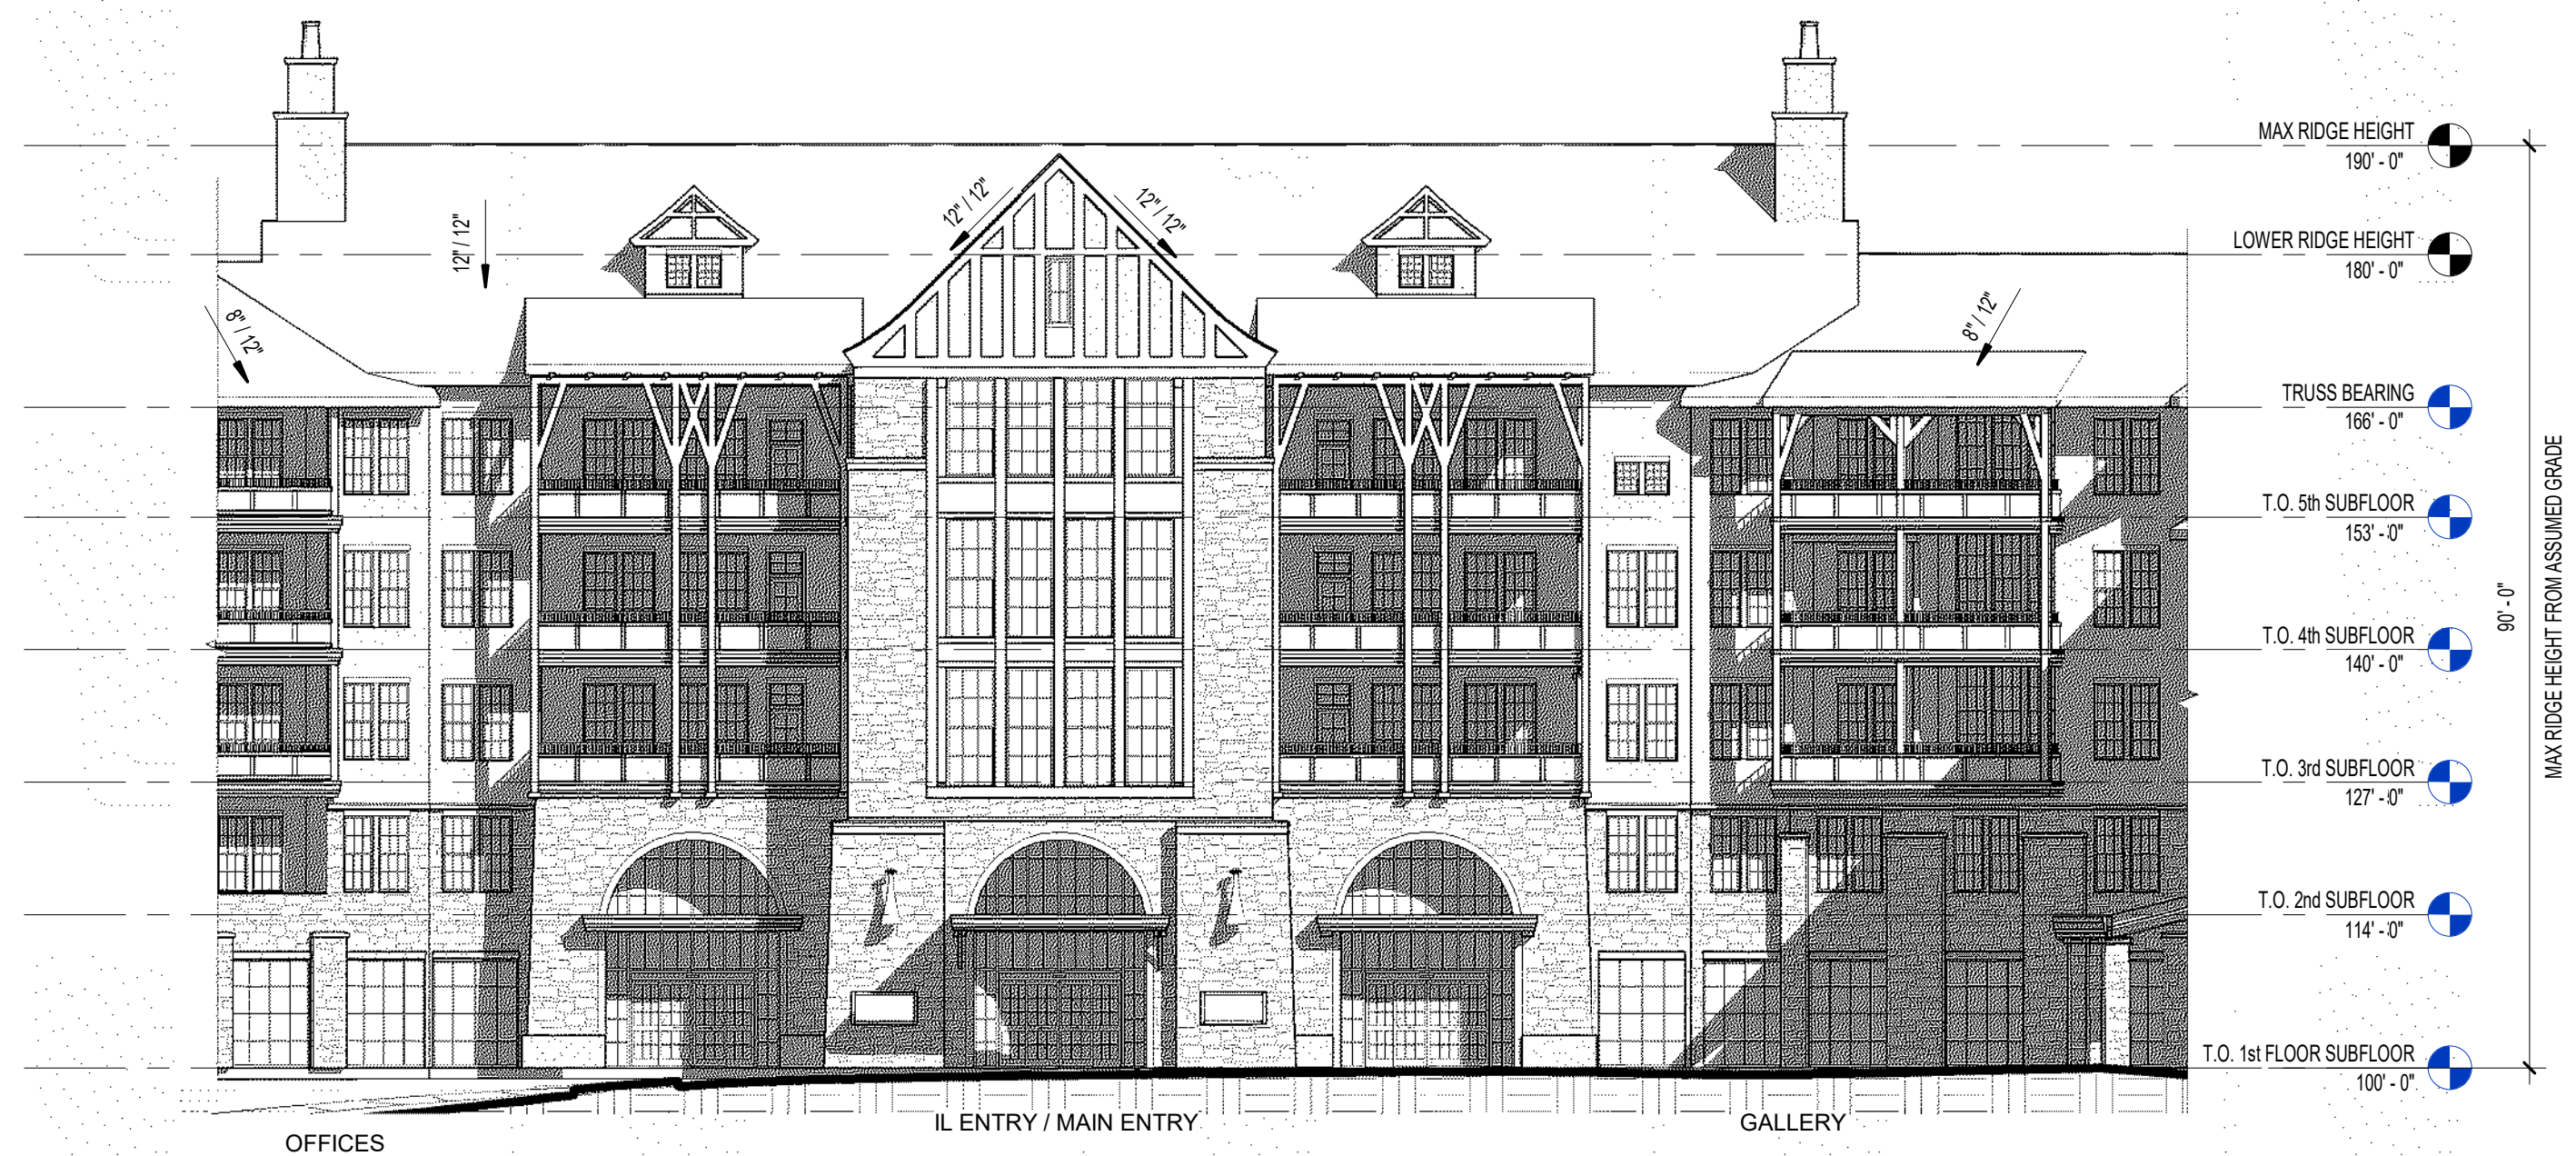 MAX RIDGE HEIGHT
190' - 0"
12" / 12"
12" / 12"
12" / 12"
LOWER RIDGE HEIGHT
180' - 0"
8" / 12"
8" / 12"
TRUSS BEARING
166' - 0"
T.O. 5th SUBFLOOR
153' - 0"
MAX RIDGE HEIGHT FROM ASSUMED GRADE
90' - 0"
T.O. 4th SUBFLOOR
140' - 0"
T.O. 3rd SUBFLOOR
127' - 0"
T.O. 2nd SUBFLOOR
114' - 0"
T.O. 1st FLOOR SUBFLOOR
100' - 0"
IL ENTRY / MAIN ENTRY
GALLERY
OFFICES